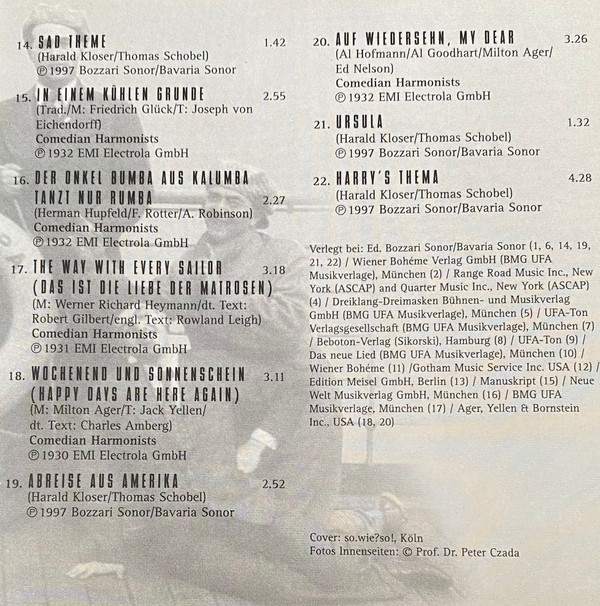 14. SAD THEME 1.42
(Harald Kloser/Thomas Schobel)
℗1997 Bozzari Sonor/Bavaria Sonor
15. IN EINEM KÜHLEN GRUNDE 2.55
(Trad./M: Friedrich Glück/T: Joseph von
Eichendorff)
Comedian Harmonists
℗1932 EMI Electrola GmbH
16. DER ONKEL BUMBA AUS KALUMBA
TANZT NUR RUMBA 2.27
(Herman Hupfeld/F. Rotter/A. Robinson)
Comedian Harmonists
℗1932 EMI Electrola GmbH
17. THE WAY WITH EVERY SAILOR 3.18
(DAS IST DIE LIEBE DER MATROSEN)
(M: Werner Richard Heymann/dt. Text:
Robert Gilbert/engl. Text: Rowland Leigh)
Comedian Harmonists
℗1931 EMI Electrola GmbH
18. WOCHENEND UND SONNENSCHEIN 3.11
(HAPPY DAYS ARE HERE AGAIN)
(M: Milton Ager/T: Jack Yellen/
dt. Text: Charles Amberg)
Comedian Harmonists
℗1930 EMI Electrola GmbH
19. ABREISE AUS AMERIKA 2.52
(Harald Kloser/Thomas Schobel)
℗1997 Bozzari Sonor/Bavaria Sonor
20. AUF WIEDERSEHN, MY DEAR 3.26
(Al Hofmann/Al Goodhart/Milton Ager/
Ed Nelson)
Comedian Harmonists
℗1932 EMI Electrola GmbH
21. URSULA 1.32
(Harald Kloser/Thomas Schobel)
℗1997 Bozzari Sonor/Bavaria Sonor
22. HARRY'S THEMA 4.28
(Harald Kloser/Thomas Schobel)
℗1997 Bozzari Sonor/Bavaria Sonor
Verlegt bei: Ed. Bozzari Sonor/Bavaria Sonor (1, 6, 14, 19,
21, 22) / Wiener Bohéme Verlag GmbH (BMG UFA
Musikverlage), München (2) / Range Road Music Inc., New
York (ASCAP) and Quarter Music Inc., New York (ASCAP)
(4) / Dreiklang-Dreimasken Bühnen- und Musikverlag
GmbH (BMG UFA Musikverlage), München (5) / UFA-Ton
Verlagsgesellschaft (BMG UFA Musikverlage), München (7)
/ Beboton-Verlag (Sikorski), Hamburg (8) / UFA-Ton (9) /
Das neue Lied (BMG UFA Musikverlage), München (10) /
Wiener Bohéme (11) /Gotham Music Service Inc. USA (12) /
Edition Meisel GmbH, Berlin (13) / Manuskript (15) / Neue
Welt Musikverlag GmbH, München (16) / BMG UFA
Musikverlage, München (17) / Ager, Yellen & Bornstein
Inc., USA (18, 20)
Cover: so.wie?so!, Köln
Fotos Innenseiten: © Prof. Dr. Peter Czada